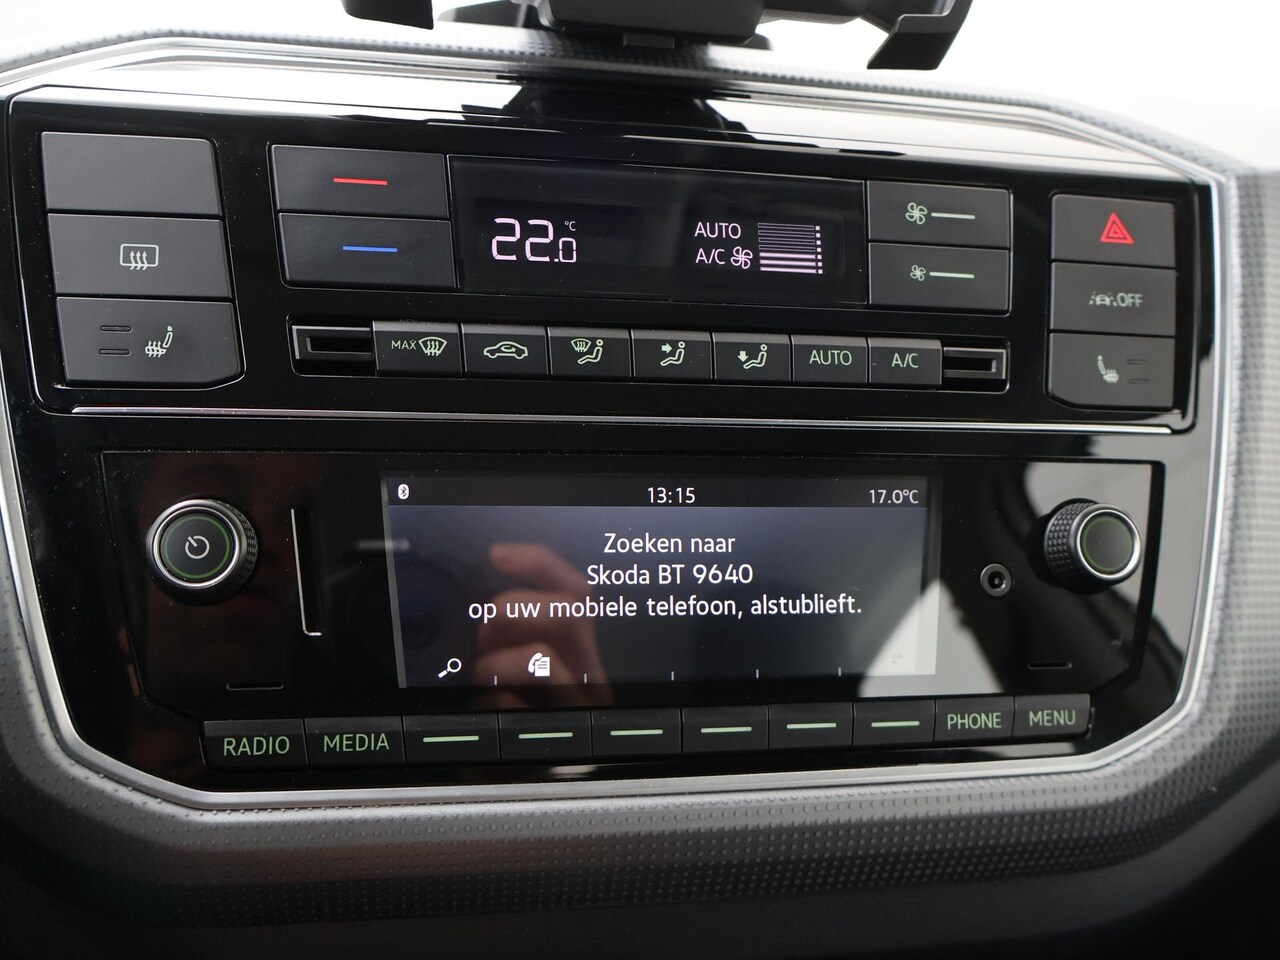 22.0 °C
AUTO
A/C
OFF
MAX
AUTO
A/C
13:15
17.0°C
Zoeken naar
Skoda BT 9640
op uw mobiele telefoon, alstublieft.
RADIO
MEDIA
PHONE
MENU